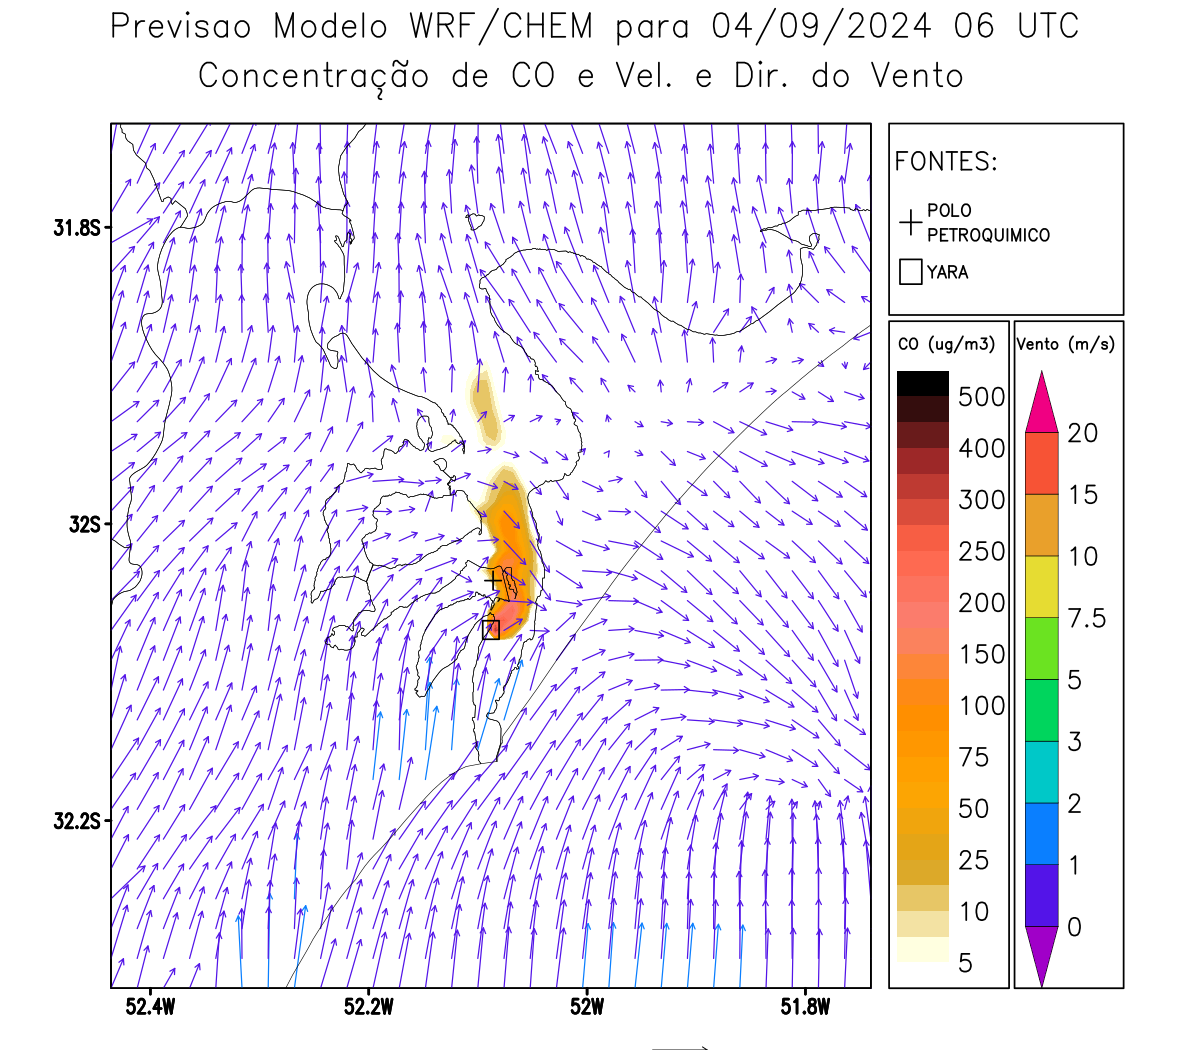 Previsao Modelo WRF/CHEM para 04/09/2024 06 UTC
Concentração de CO e Vel. e Dir. do Vento
FONTES:
POLO
PETROQUIMICO
YARA
CO (ug/m3)
500
400
300
250
200
150
100
75
50
25
10
5
Vento (m/s)
20
15
10
7.5
5
3
2
1
0
31.8S
32S
32.2S
52.4W
52.2W
52W
51.8W